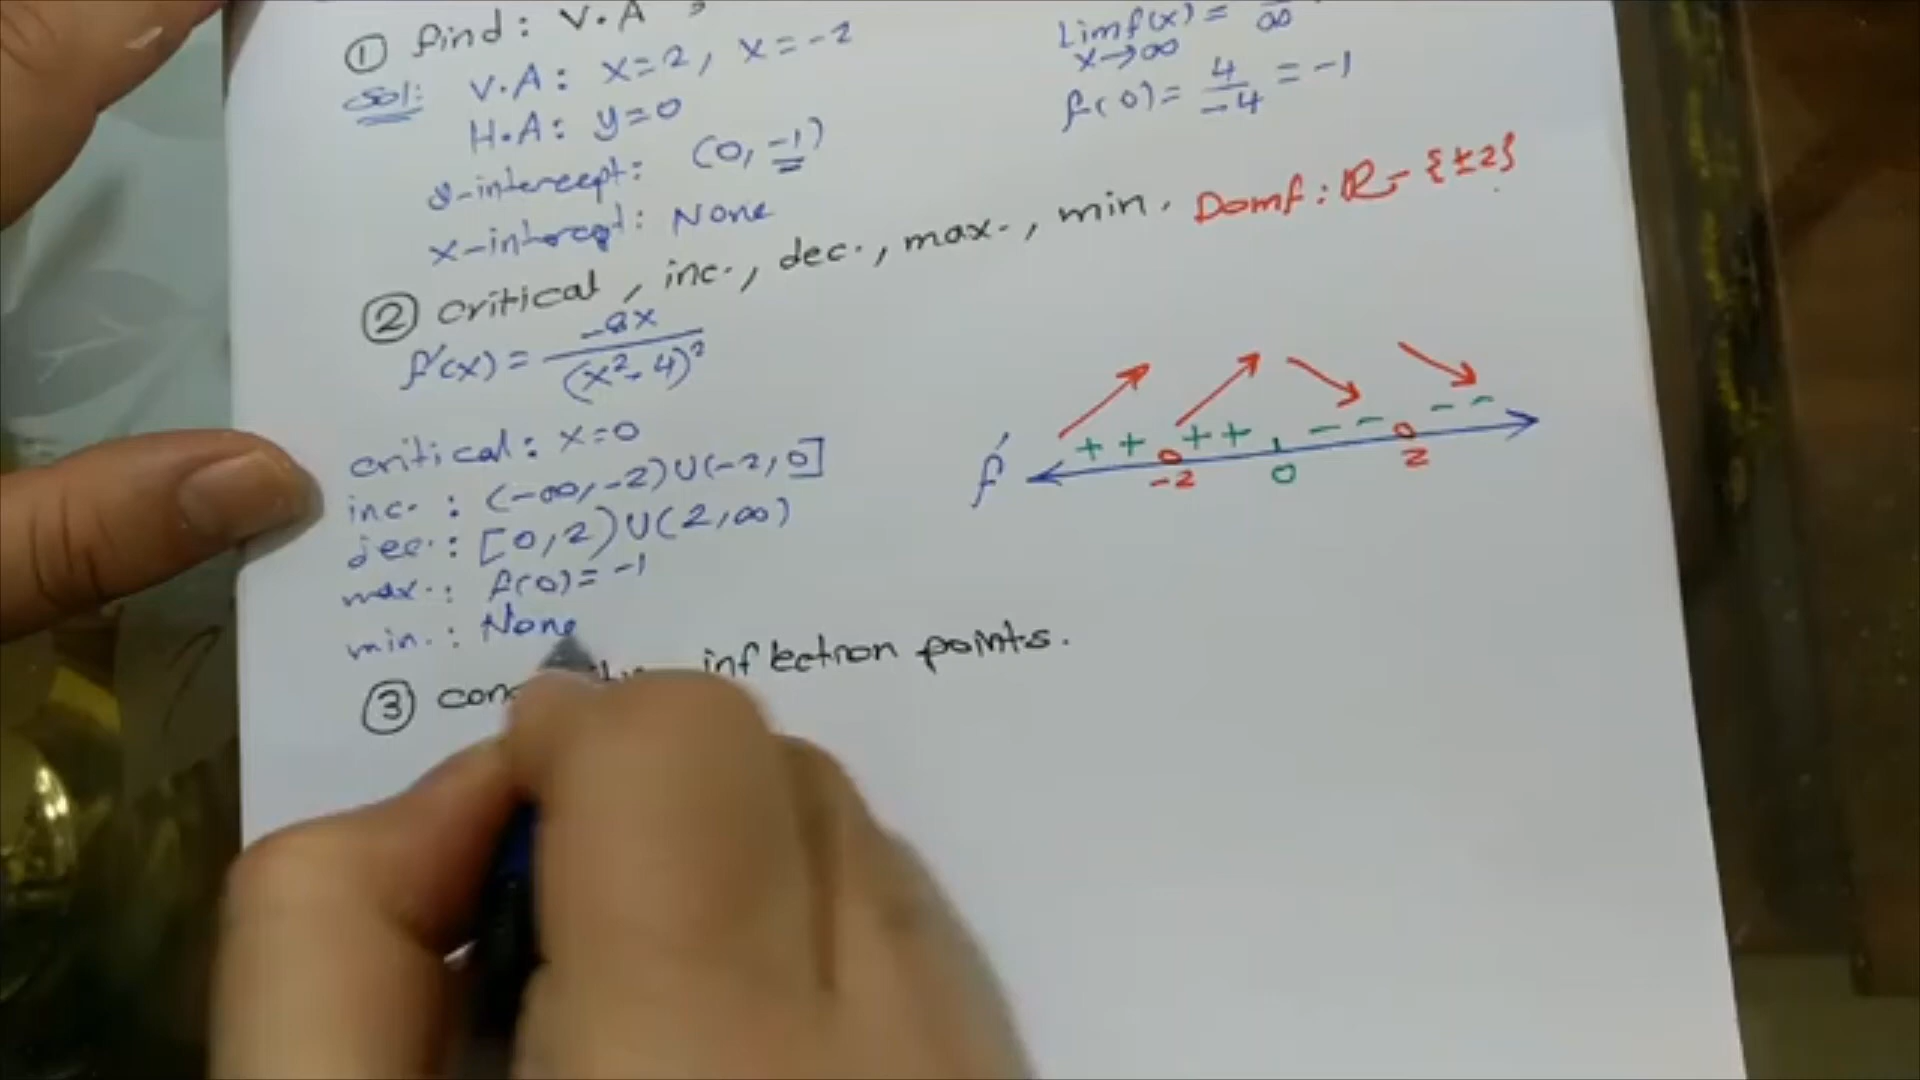 ① find: V.A ,
Sol: V.A: x=2, x=-2
H.A: y=0
y-intercept: (0, -1)
x-intercept: None
Lim f(x) = — ∞
x→∞
f(0) = 4/-4 = -1
② critical, inc., dec., max., min. Domf: ℝ- {±2}
f'(x) = -8x/(x²-4)²
critical: x=0
inc. : (-∞,-2)∪(-2,0]
dec. : [0,2)∪(2,∞)
max. : f(0)= -1
min. : None
f' ++ ++ -- --
-2 0 2
③ inflection points.